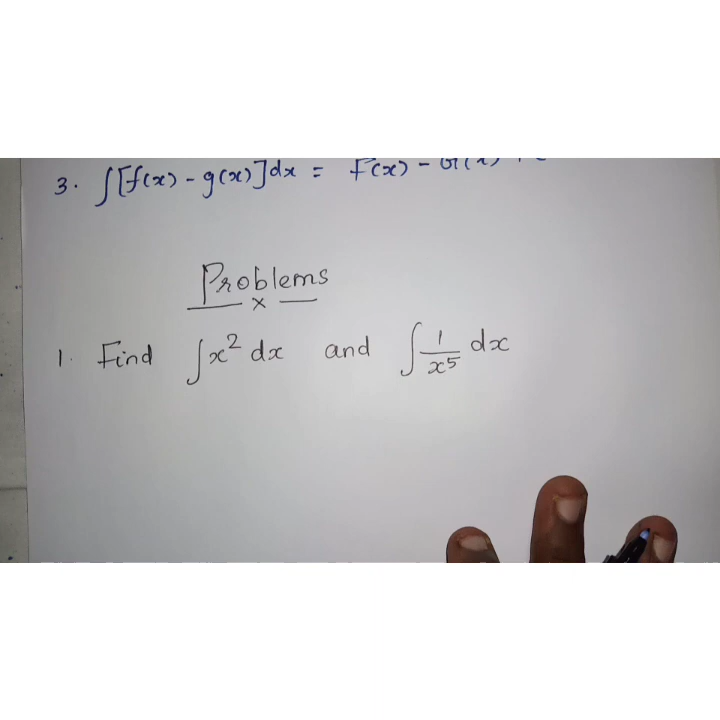 3. ∫[f(x) - g(x)]dx = F(x) - G(x) +
Problems
x
1. Find ∫x² dx and ∫ 1/x⁵ dx